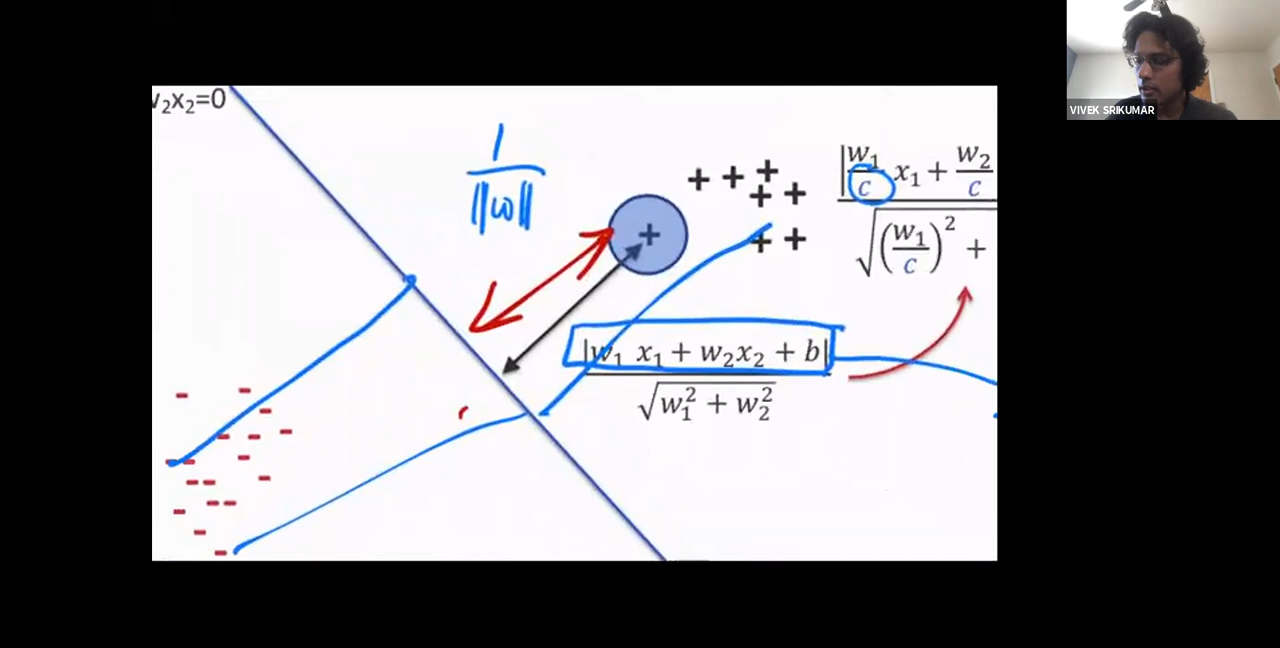 w₂x₂=0
1
‖w‖
|w₁/c x₁ + w₂/c
√(w₁/c)² +
|w₁ x₁ + w₂x₂ + b|
√w₁² + w₂²
VIVEK SRIKUMAR